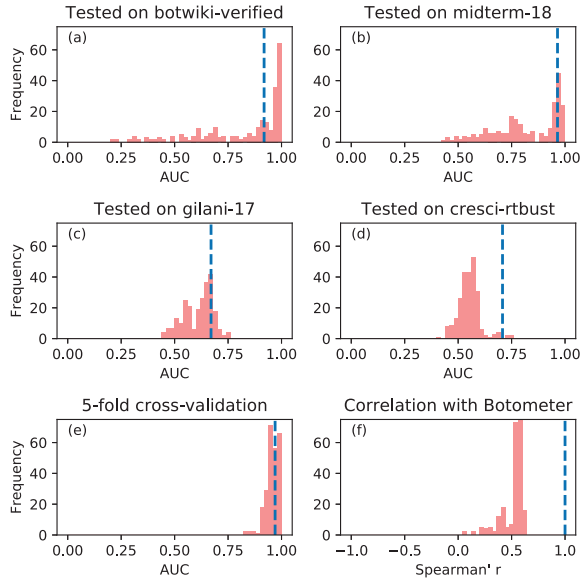 Tested on botwiki-verified
(a)
Frequency
60
40
20
0
0.00 0.25 0.50 0.75 1.00
AUC
Tested on midterm-18
(b)
60
40
20
0
0.00 0.25 0.50 0.75 1.00
AUC
Tested on gilani-17
(c)
Frequency
60
40
20
0
0.00 0.25 0.50 0.75 1.00
AUC
Tested on cresci-rtbust
(d)
60
40
20
0
0.00 0.25 0.50 0.75 1.00
AUC
5-fold cross-validation
(e)
Frequency
60
40
20
0
0.00 0.25 0.50 0.75 1.00
AUC
Correlation with Botometer
(f)
60
40
20
0
−1.0 −0.5 0.0 0.5 1.0
Spearman' r